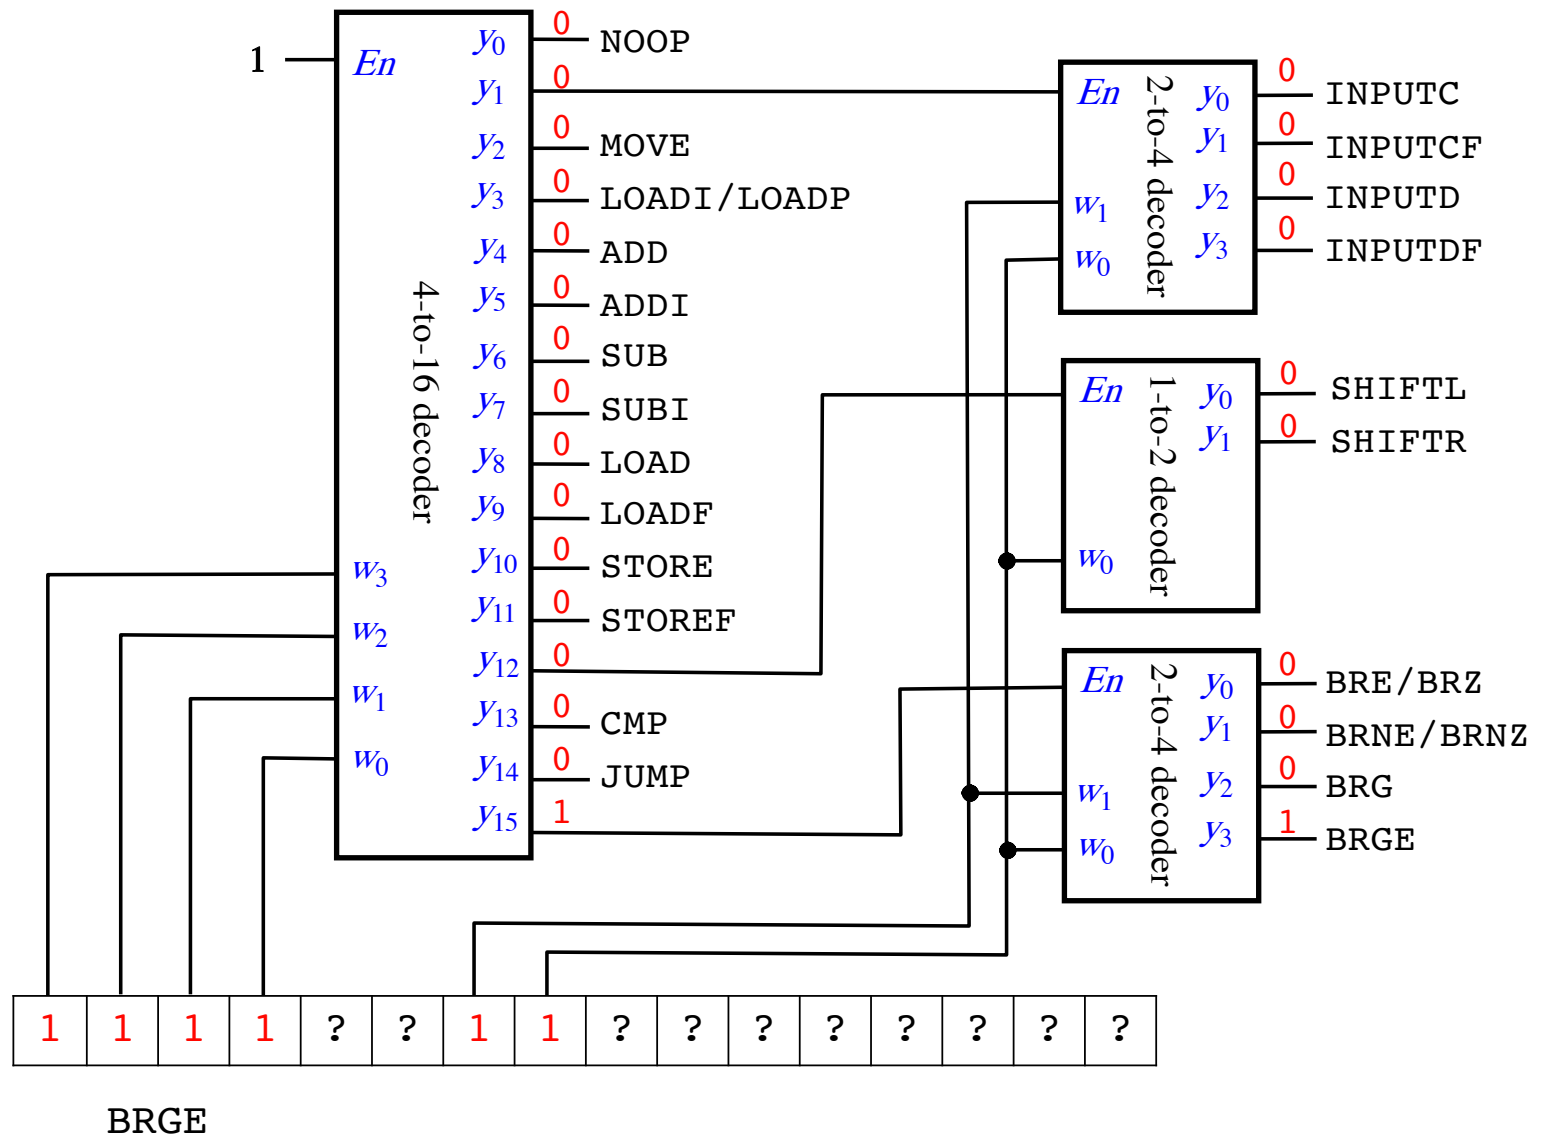 1
En
4-to-16 decoder
w3
w2
w1
w0
y0 0 NOOP
y1 0
y2 0 MOVE
y3 0 LOADI/LOADP
y4 0 ADD
y5 0 ADDI
y6 0 SUB
y7 0 SUBI
y8 0 LOAD
y9 0 LOADF
y10 0 STORE
y11 0 STOREF
y12 0
y13 0 CMP
y14 0 JUMP
y15 1
En
2-to-4 decoder
w1
w0
y0 0 INPUTC
y1 0 INPUTCF
y2 0 INPUTD
y3 0 INPUTDF
En
1-to-2 decoder
w0
y0 0 SHIFTL
y1 0 SHIFTR
En
2-to-4 decoder
w1
w0
y0 0 BRE/BRZ
y1 0 BRNE/BRNZ
y2 0 BRG
y3 1 BRGE
1 1 1 1 ? ? 1 1 ? ? ? ? ? ? ? ?
BRGE